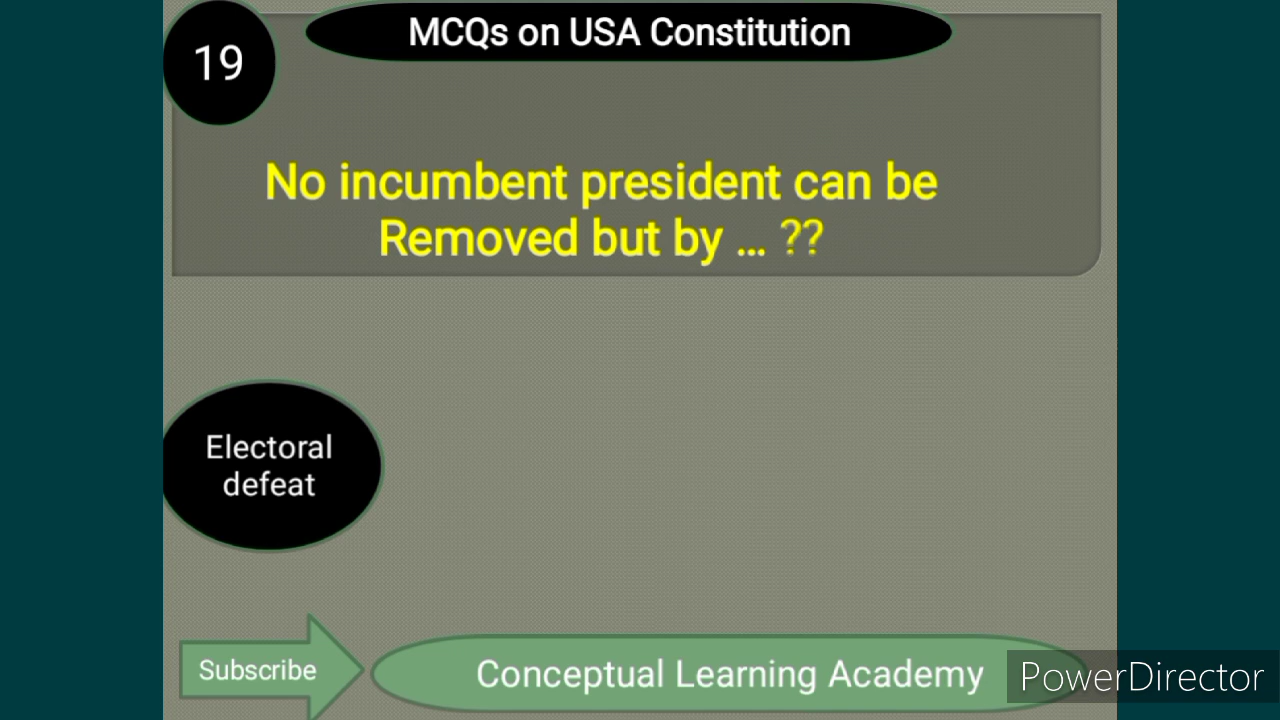 19
MCQs on USA Constitution
No incumbent president can be
Removed but by ... ??
Electoral
defeat
Subscribe
Conceptual Learning Academy
PowerDirector